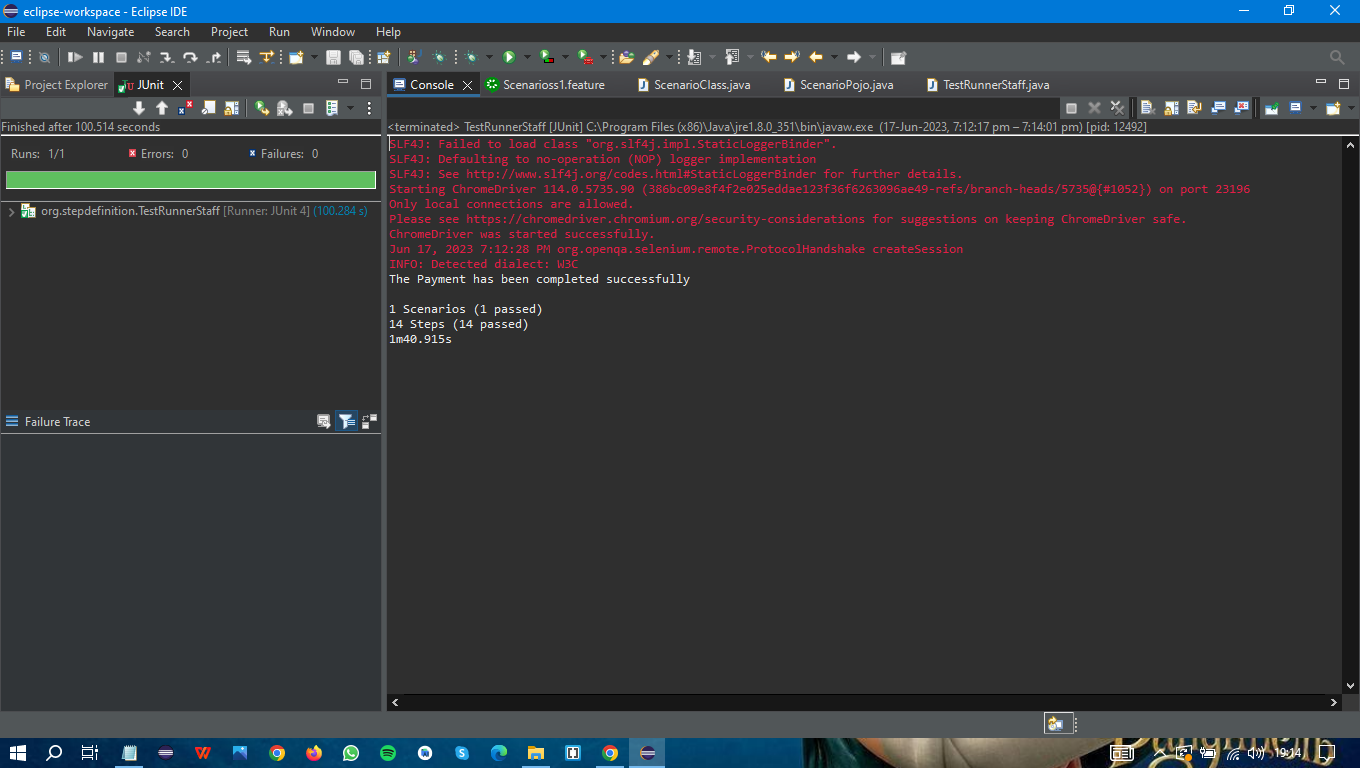 eclipse-workspace - Eclipse IDE
File Edit Navigate Search Project Run Window Help
Project Explorer JUnit
Console Scenarioss1.feature ScenarioClass.java ScenarioPojo.java TestRunnerStaff.java
Finished after 100.514 seconds
Runs: 1/1 Errors: 0 Failures: 0
org.stepdefinition.TestRunnerStaff [Runner: JUnit 4] (100.284 s)
Failure Trace
<terminated> TestRunnerStaff [JUnit] C:\Program Files (x86)\Java\jre1.8.0_351\bin\javaw.exe (17-Jun-2023, 7:12:17 pm – 7:14:01 pm) [pid: 12492]
SLF4J: Failed to load class "org.slf4j.impl.StaticLoggerBinder".
SLF4J: Defaulting to no-operation (NOP) logger implementation
SLF4J: See http://www.slf4j.org/codes.html#StaticLoggerBinder for further details.
Starting ChromeDriver 114.0.5735.90 (386bc09e8f4f2e025eddae123f36f6263096ae49-refs/branch-heads/5735@{#1052}) on port 23196
Only local connections are allowed.
Please see https://chromedriver.chromium.org/security-considerations for suggestions on keeping ChromeDriver safe.
ChromeDriver was started successfully.
Jun 17, 2023 7:12:28 PM org.openqa.selenium.remote.ProtocolHandshake createSession
INFO: Detected dialect: W3C
The Payment has been completed successfully
1 Scenarios (1 passed)
14 Steps (14 passed)
1m40.915s
19:14